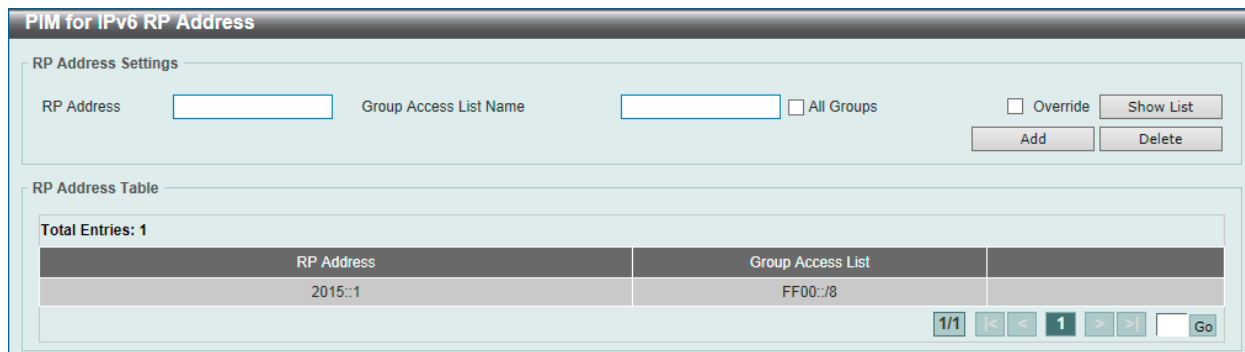 PIM for IPv6 RP Address
RP Address Settings
RP Address Group Access List Name All Groups Override Show List
Add Delete
RP Address Table
Total Entries: 1
RP Address Group Access List
2015::1 FF00::/8
1/1 |< < 1 > >| Go